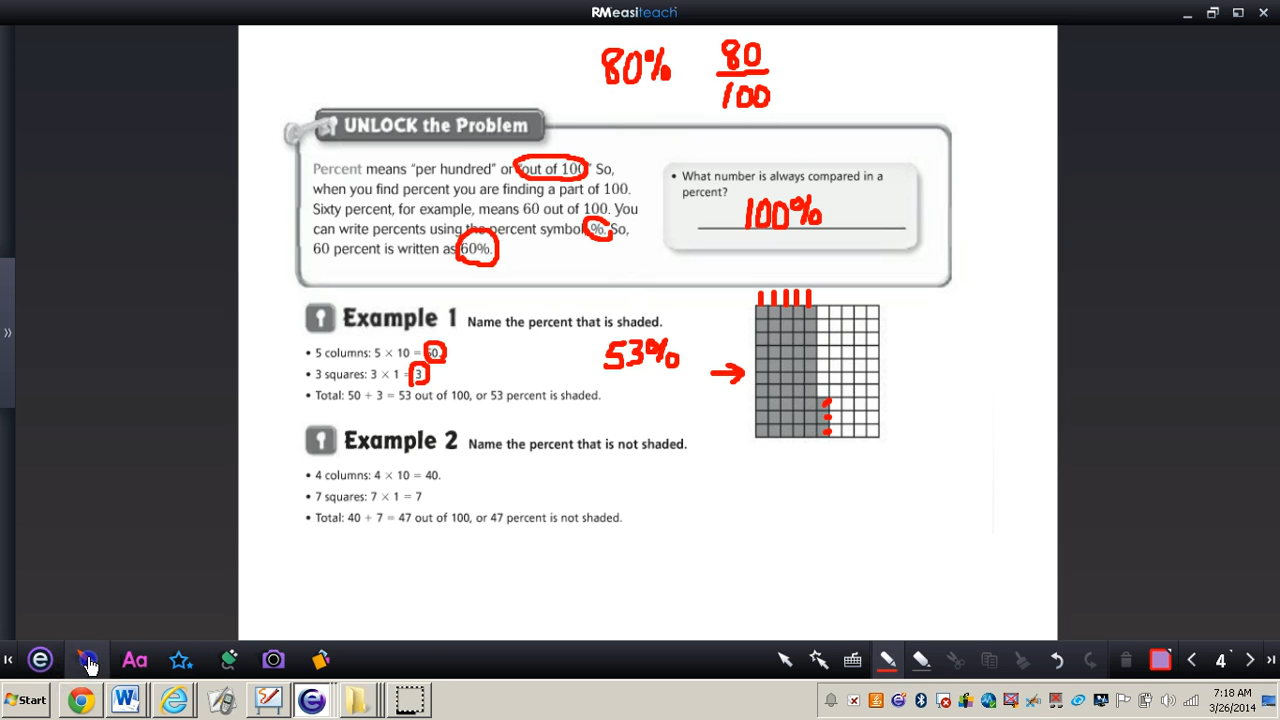 RMeasiteach
80% 80/100
UNLOCK the Problem
Percent means "per hundred" or "out of 100." So,
when you find percent you are finding a part of 100.
Sixty percent, for example, means 60 out of 100. You
can write percents using the percent symbol, %. So,
60 percent is written as 60%.
• What number is always compared in a
percent?
100%
Example 1 Name the percent that is shaded.
• 5 columns: 5 × 10 = 50.
• 3 squares: 3 × 1 = 3
• Total: 50 + 3 = 53 out of 100, or 53 percent is shaded.
53%
Example 2 Name the percent that is not shaded.
• 4 columns: 4 × 10 = 40.
• 7 squares: 7 × 1 = 7
• Total: 40 + 7 = 47 out of 100, or 47 percent is not shaded.
Aa
4
Start
7:18 AM
3/26/2014